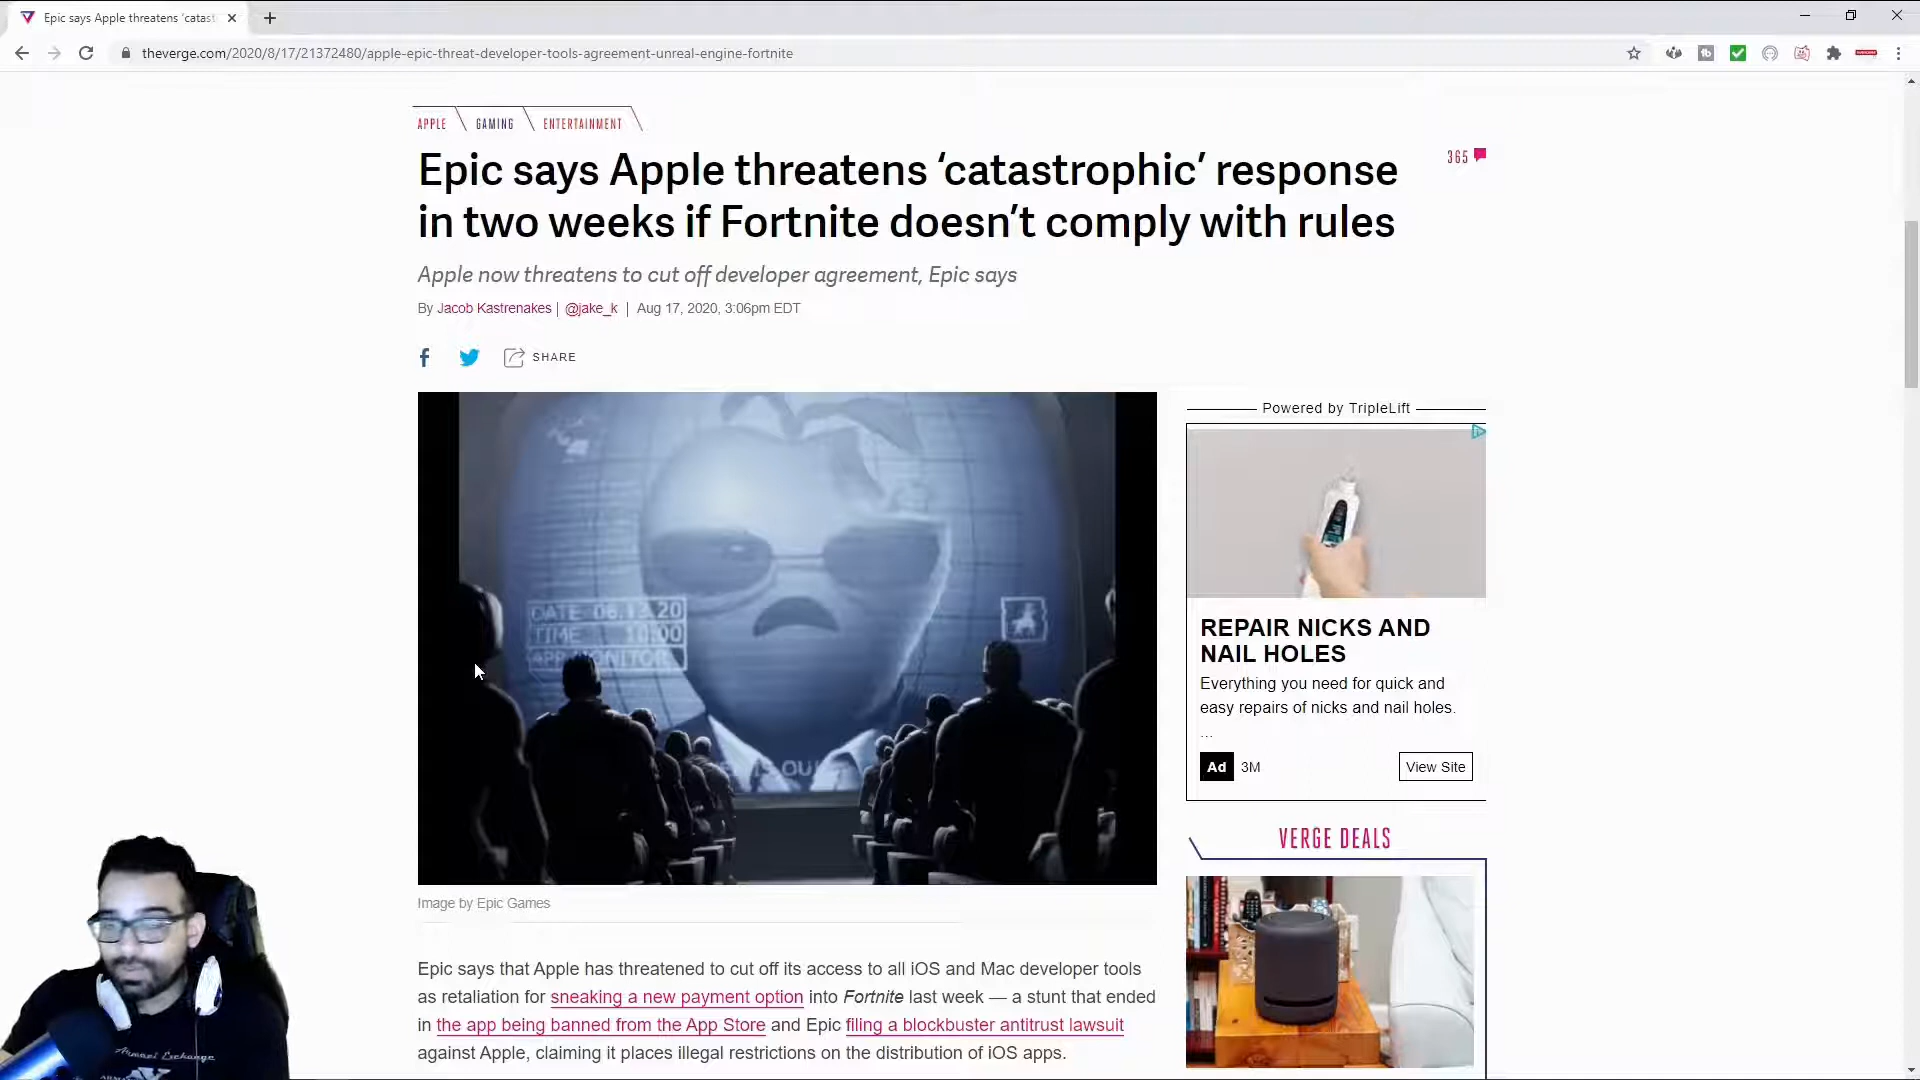 Epic says Apple threatens 'catast
theverge.com/2020/8/17/21372480/apple-epic-threat-developer-tools-agreement-unreal-engine-fortnite
APPLE GAMING ENTERTAINMENT
Epic says Apple threatens ‘catastrophic’ response
in two weeks if Fortnite doesn’t comply with rules
365
Apple now threatens to cut off developer agreement, Epic says
By Jacob Kastrenakes | @jake_k | Aug 17, 2020, 3:06pm EDT
SHARE
DATE 08.13.20
TIME 10:00
APP MONITOR
Image by Epic Games
Epic says that Apple has threatened to cut off its access to all iOS and Mac developer tools
as retaliation for sneaking a new payment option into Fortnite last week — a stunt that ended
in the app being banned from the App Store and Epic filing a blockbuster antitrust lawsuit
against Apple, claiming it places illegal restrictions on the distribution of iOS apps.
Powered by TripleLift
REPAIR NICKS AND
NAIL HOLES
Everything you need for quick and
easy repairs of nicks and nail holes.
...
Ad 3M View Site
VERGE DEALS
Armani Exchange